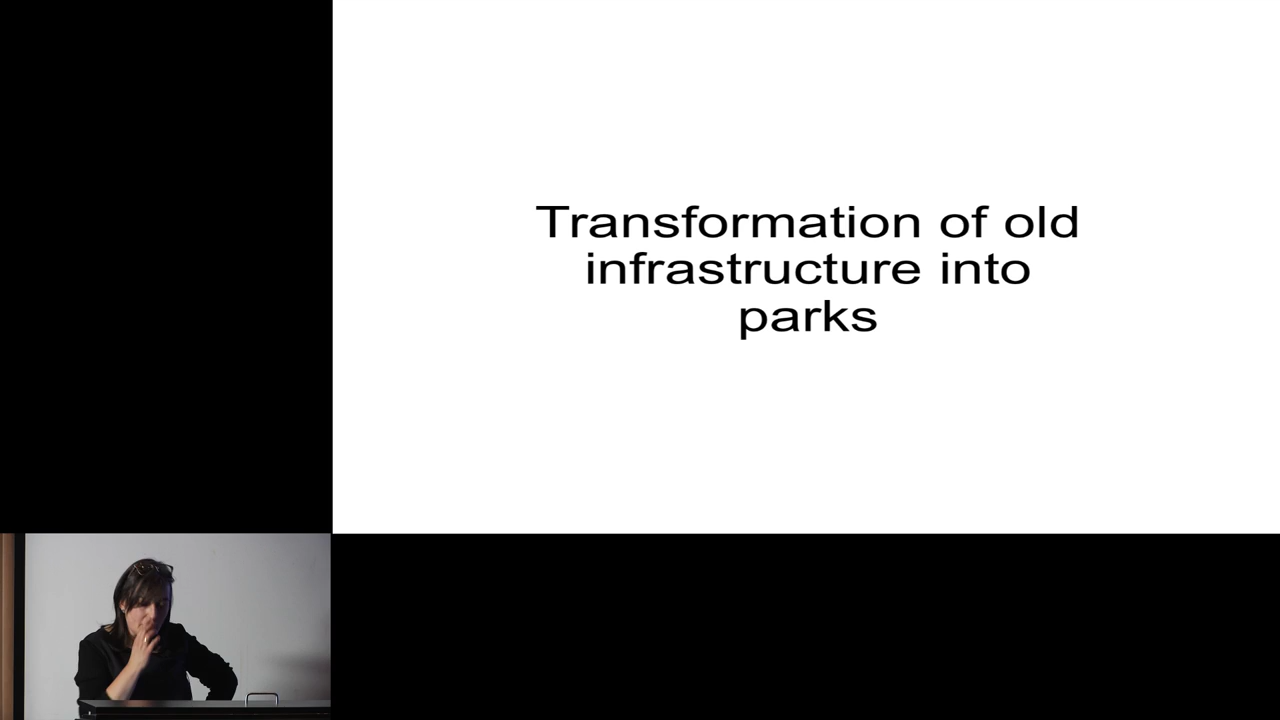 Transformation of old
infrastructure into
parks